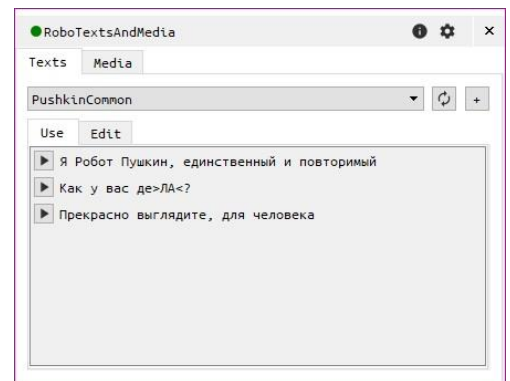 RoboTextsAndMedia
Texts Media
PushkinCommon
Use Edit
Я Робот Пушкин, единственный и повторимый
Как у вас де>ЛА<?
Прекрасно выглядите, для человека